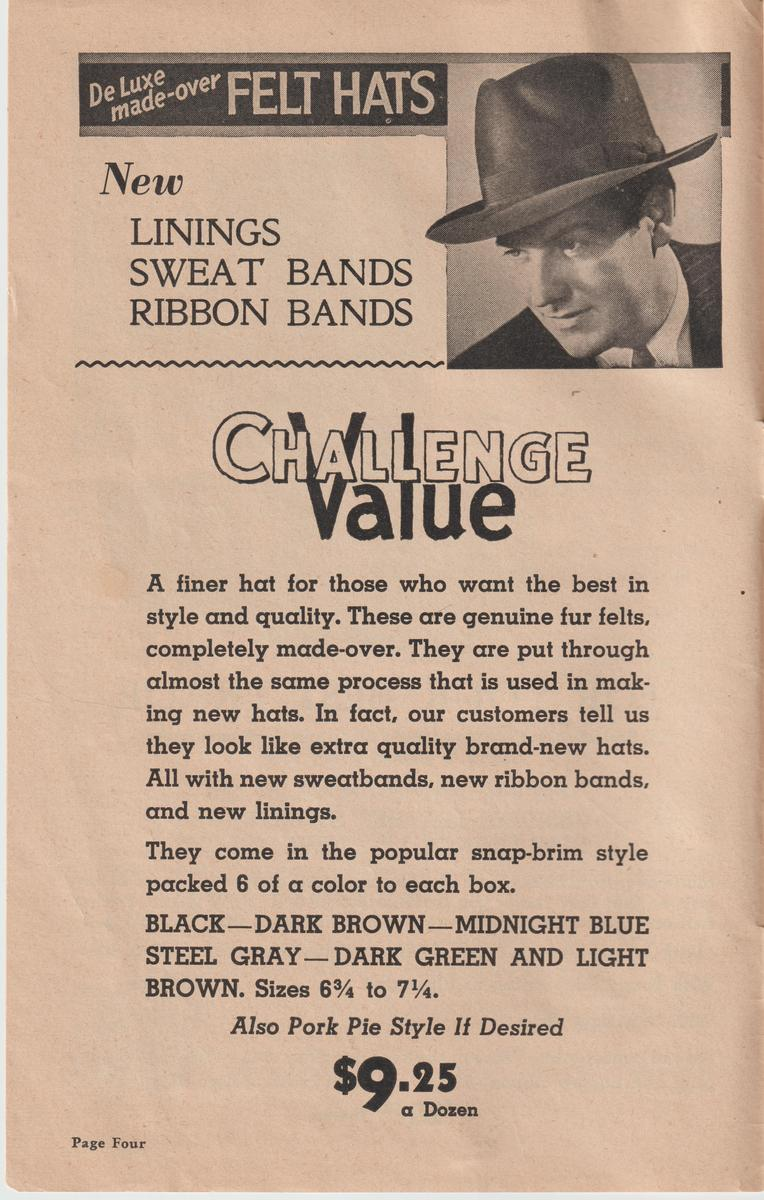 De Luxe
made-over FELT HATS
New
LININGS
SWEAT BANDS
RIBBON BANDS
CHALLENGE
Value
A finer hat for those who want the best in
style and quality. These are genuine fur felts,
completely made-over. They are put through
almost the same process that is used in mak-
ing new hats. In fact, our customers tell us
they look like extra quality brand-new hats.
All with new sweatbands, new ribbon bands,
and new linings.
They come in the popular snap-brim style
packed 6 of a color to each box.
BLACK—DARK BROWN—MIDNIGHT BLUE
STEEL GRAY—DARK GREEN AND LIGHT
BROWN. Sizes 6¾ to 7¼.
Also Pork Pie Style If Desired
$9.25
a Dozen
Page Four